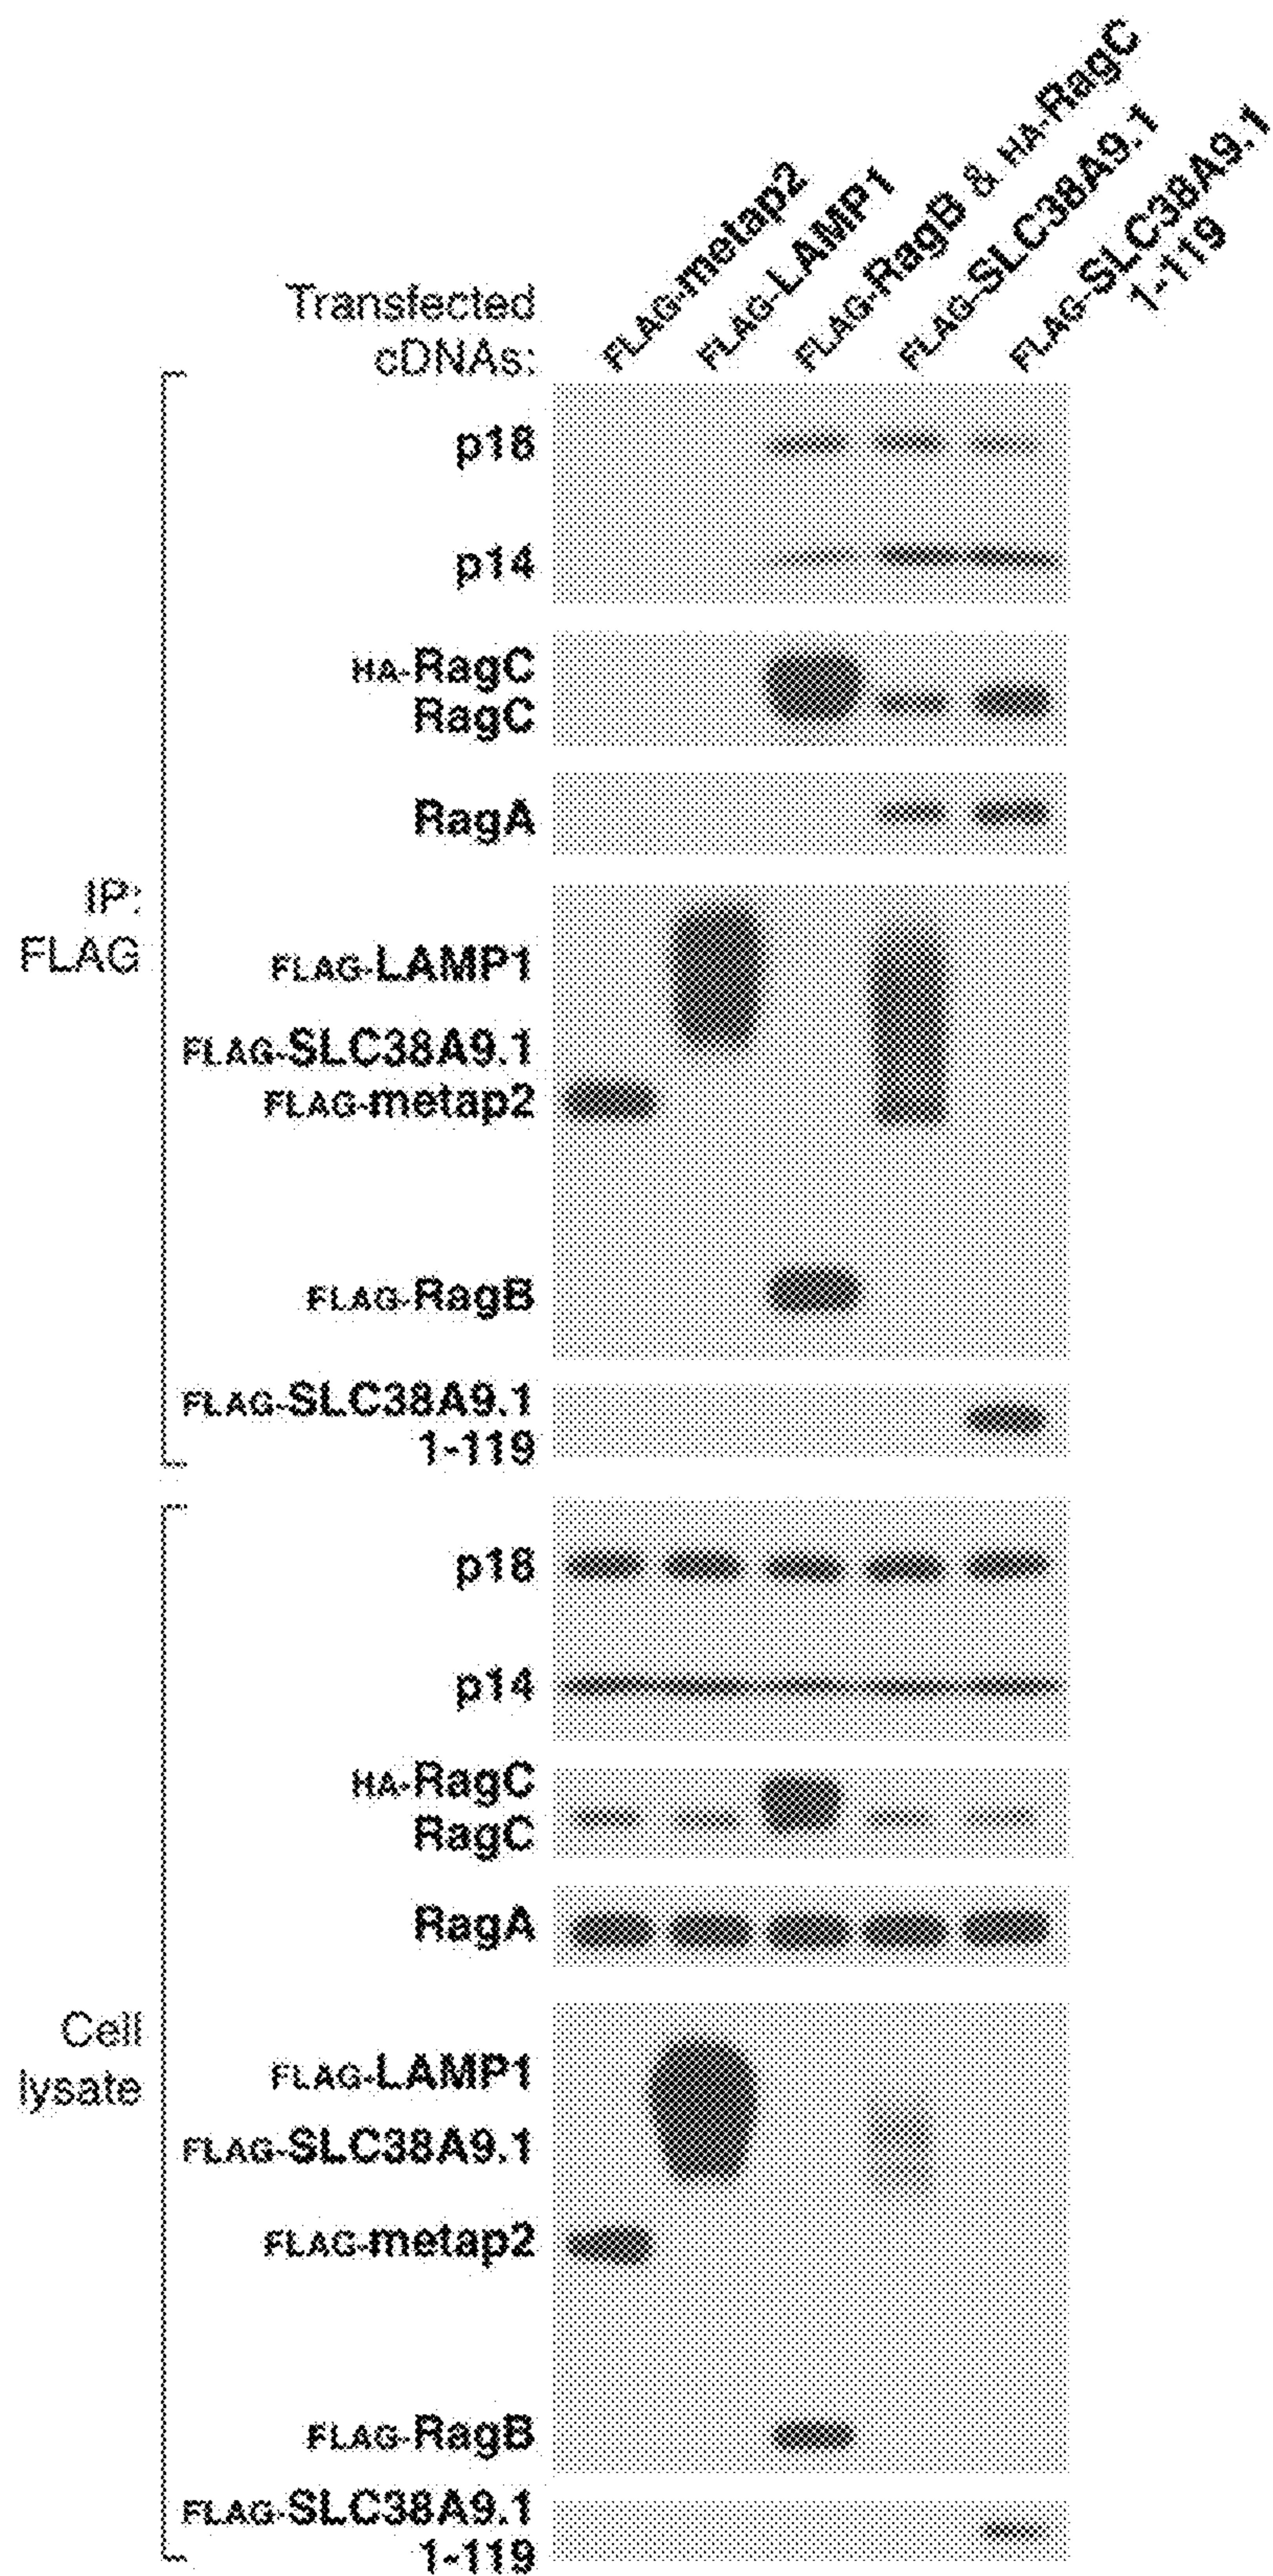 Transfected
cDNAs:
FLAG-metap2
FLAG-LAMP1
FLAG-RagB & HA-RagC
FLAG-SLC38A9.1
FLAG-SLC38A9.1
1-119
IP:
FLAG
p18
p14
HA-RagC
RagC
RagA
FLAG-LAMP1
FLAG-SLC38A9.1
FLAG-metap2
FLAG-RagB
FLAG-SLC38A9.1
1-119
Cell
lysate
p18
p14
HA-RagC
RagC
RagA
FLAG-LAMP1
FLAG-SLC38A9.1
FLAG-metap2
FLAG-RagB
FLAG-SLC38A9.1
1-119